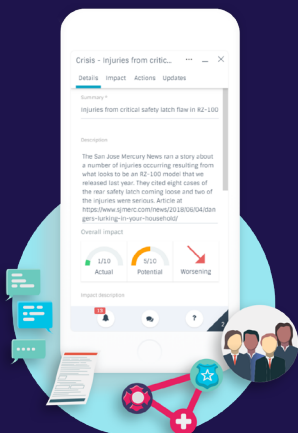 Crisis - injuries from critic...
Details Impact Actions Updates
Summary *
injuries from critical safety latch flaw in RZ-100
Description
The San Jose Mercury News ran a story about
a number of injuries occurring resulting from
what looks to be an RZ-100 model that we
released last year. They cited eight cases of
the rear safety latch coming loose and two of
the injuries were serious. Article at
https://www.sjmerc.com/news/2018/06/04/dan
gers-lurking-in-your-household/
Overall impact
1/10 5/10
Actual Potential Worsening
Impact description
?